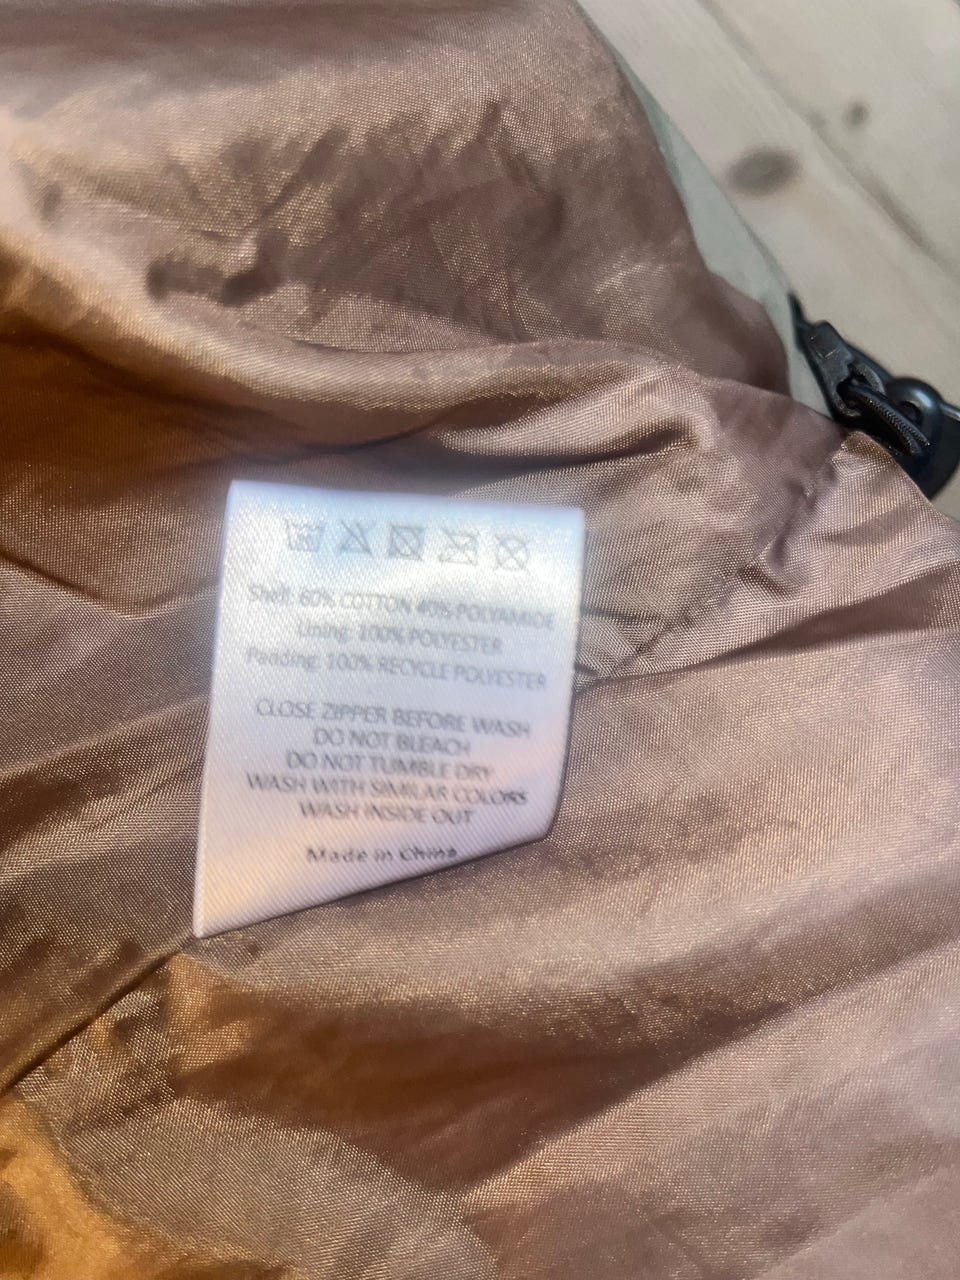 Shell: 60% COTTON 40% POLYAMIDE
Lining: 100% POLYESTER
Pendding: 100% RECYCLE POLYESTER
CLOSE ZIPPER BEFORE WASH
DO NOT BLEACH
DO NOT TUMBLE DRY
WASH WITH SIMILAR COLORS
WASH INSIDE OUT
Made in China